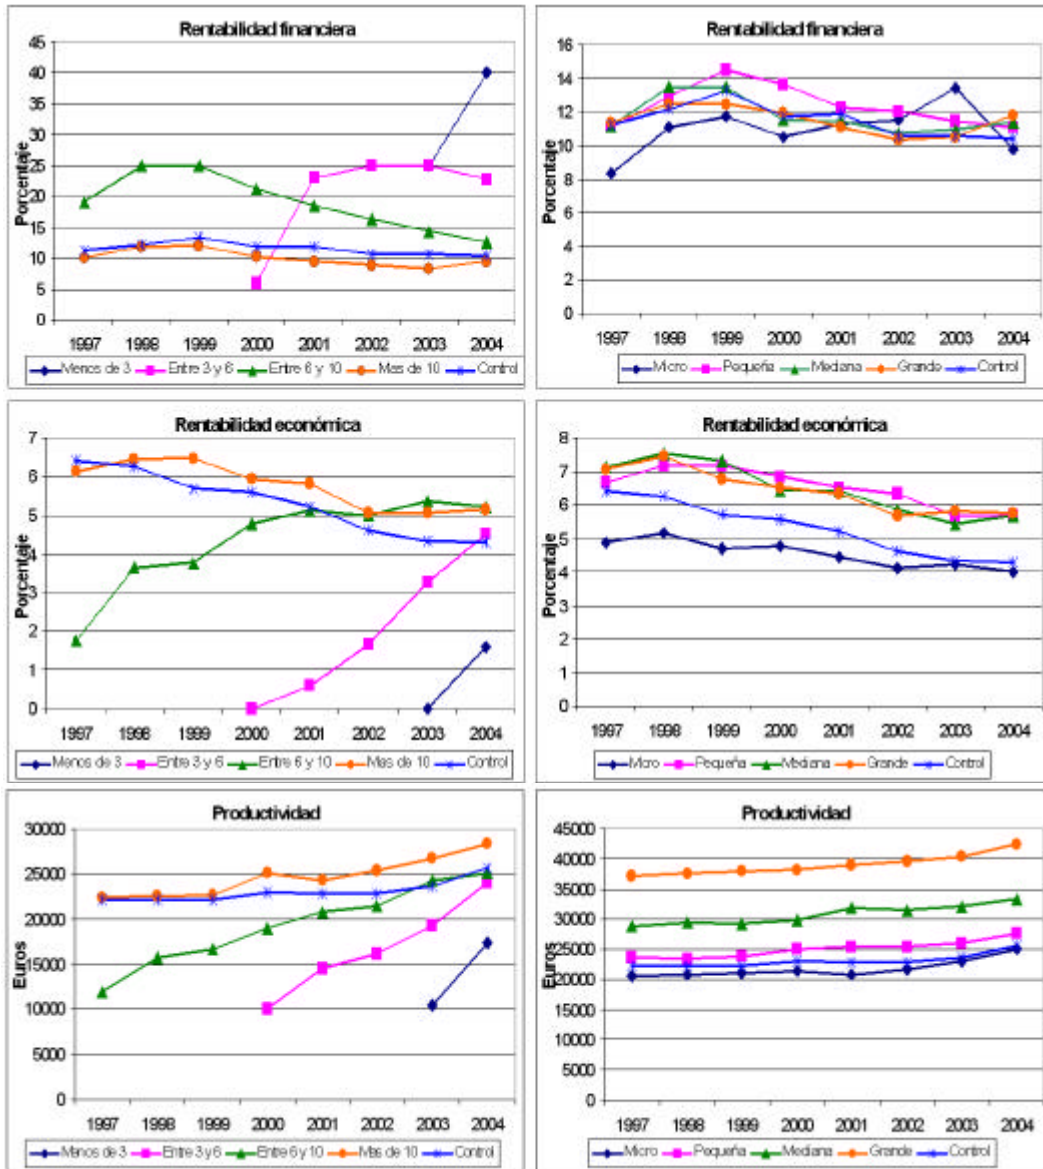 Rentabilidad financiera
45
40
35
30
25
20
15
10
5
0
Porcentaje
1997 1998 1999 2000 2001 2002 2003 2004
Menos de 3 Entre 3 y 6 Entre 6 y 10 Mas de 10 Control
Rentabilidad financiera
16
14
12
10
8
6
4
2
0
Porcentaje
1997 1998 1999 2000 2001 2002 2003 2004
Micro Pequeña Mediana Grande Control
Rentabilidad económica
7
6
5
4
3
2
1
0
Porcentaje
1997 1998 1999 2000 2001 2002 2003 2004
Menos de 3 Entre 3 y 6 Entre 6 y 10 Mas de 10 Control
Rentabilidad económica
8
7
6
5
4
3
2
1
0
Porcentaje
1997 1998 1999 2000 2001 2002 2003 2004
Micro Pequeña Mediana Grande Control
Productividad
30000
25000
20000
15000
10000
5000
0
Euros
1997 1998 1999 2000 2001 2002 2003 2004
Menos de 3 Entre 3 y 6 Entre 6 y 10 Mas de 10 Control
Productividad
45000
40000
35000
30000
25000
20000
15000
10000
5000
0
Euros
1997 1998 1999 2000 2001 2002 2003 2004
Micro Pequeña Mediana Grande Control